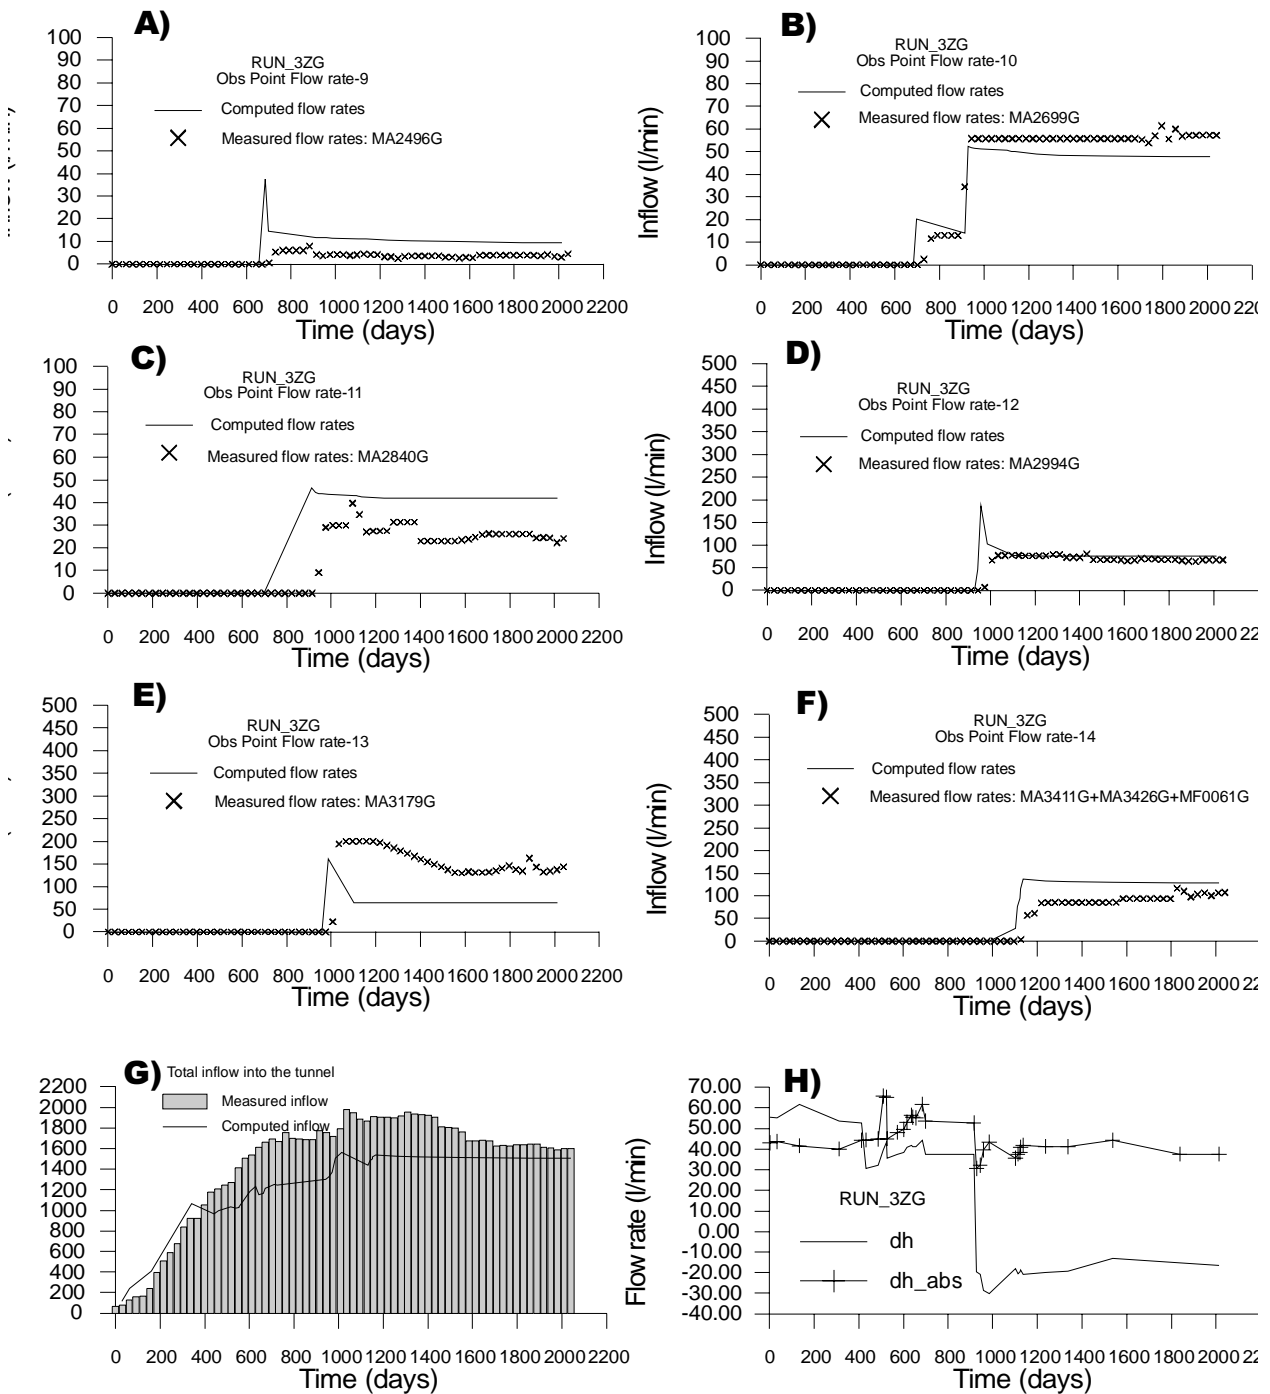 A)
RUN_3ZG
Obs Point Flow rate-9
Computed flow rates
Measured flow rates: MA2496G
100
90
80
70
60
50
40
30
20
10
0
0 200 400 600 800 1000 1200 1400 1600 1800 2000 2200
Time (days)
B)
RUN_3ZG
Obs Point Flow rate-10
Computed flow rates
Measured flow rates: MA2699G
Inflow (l/min)
100
90
80
70
60
50
40
30
20
10
0
0 200 400 600 800 1000 1200 1400 1600 1800 2000
Time (days)
C)
RUN_3ZG
Obs Point Flow rate-11
Computed flow rates
Measured flow rates: MA2840G
100
90
80
70
60
50
40
30
20
10
0
0 200 400 600 800 1000 1200 1400 1600 1800 2000 2200
Time (days)
D)
RUN_3ZG
Obs Point Flow rate-12
Computed flow rates
Measured flow rates: MA2994G
Inflow (l/min)
500
450
400
350
300
250
200
150
100
50
0
0 200 400 600 800 1000 1200 1400 1600 1800 2000
Time (days)
E)
RUN_3ZG
Obs Point Flow rate-13
Computed flow rates
Measured flow rates: MA3179G
500
450
400
350
300
250
200
150
100
50
0
0 200 400 600 800 1000 1200 1400 1600 1800 2000 2200
Time (days)
F)
RUN_3ZG
Obs Point Flow rate-14
Computed flow rates
Measured flow rates: MA3411G+MA3426G+MF0061G
Inflow (l/min)
500
450
400
350
300
250
200
150
100
50
0
0 200 400 600 800 1000 1200 1400 1600 1800 2000
Time (days)
G)
Total inflow into the tunnel
Measured inflow
Computed inflow
2200
2000
1800
1600
1400
1200
1000
800
600
400
200
0
0 200 400 600 800 1000 1200 1400 1600 1800 2000 2200
Time (days)
H)
RUN_3ZG
dh
dh_abs
Flow rate (l/min)
70.00
60.00
50.00
40.00
30.00
20.00
10.00
0.00
-10.00
-20.00
-30.00
-40.00
0 200 400 600 800 1000 1200 1400 1600 1800 2000
Time (days)